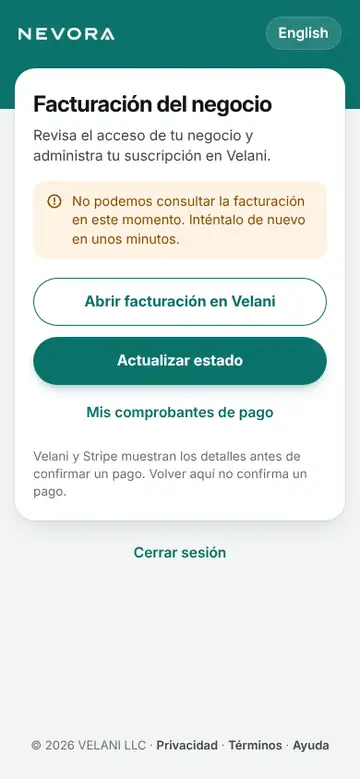 NEVORA
English
Facturación del negocio
Revisa el acceso de tu negocio y
administra tu suscripción en Velani.
No podemos consultar la facturación
en este momento. Inténtalo de nuevo
en unos minutos.
Abrir facturación en Velani
Actualizar estado
Mis comprobantes de pago
Velani y Stripe muestran los detalles antes de
confirmar un pago. Volver aquí no confirma un
pago.
Cerrar sesión
© 2026 VELANI LLC · Privacidad · Términos · Ayuda